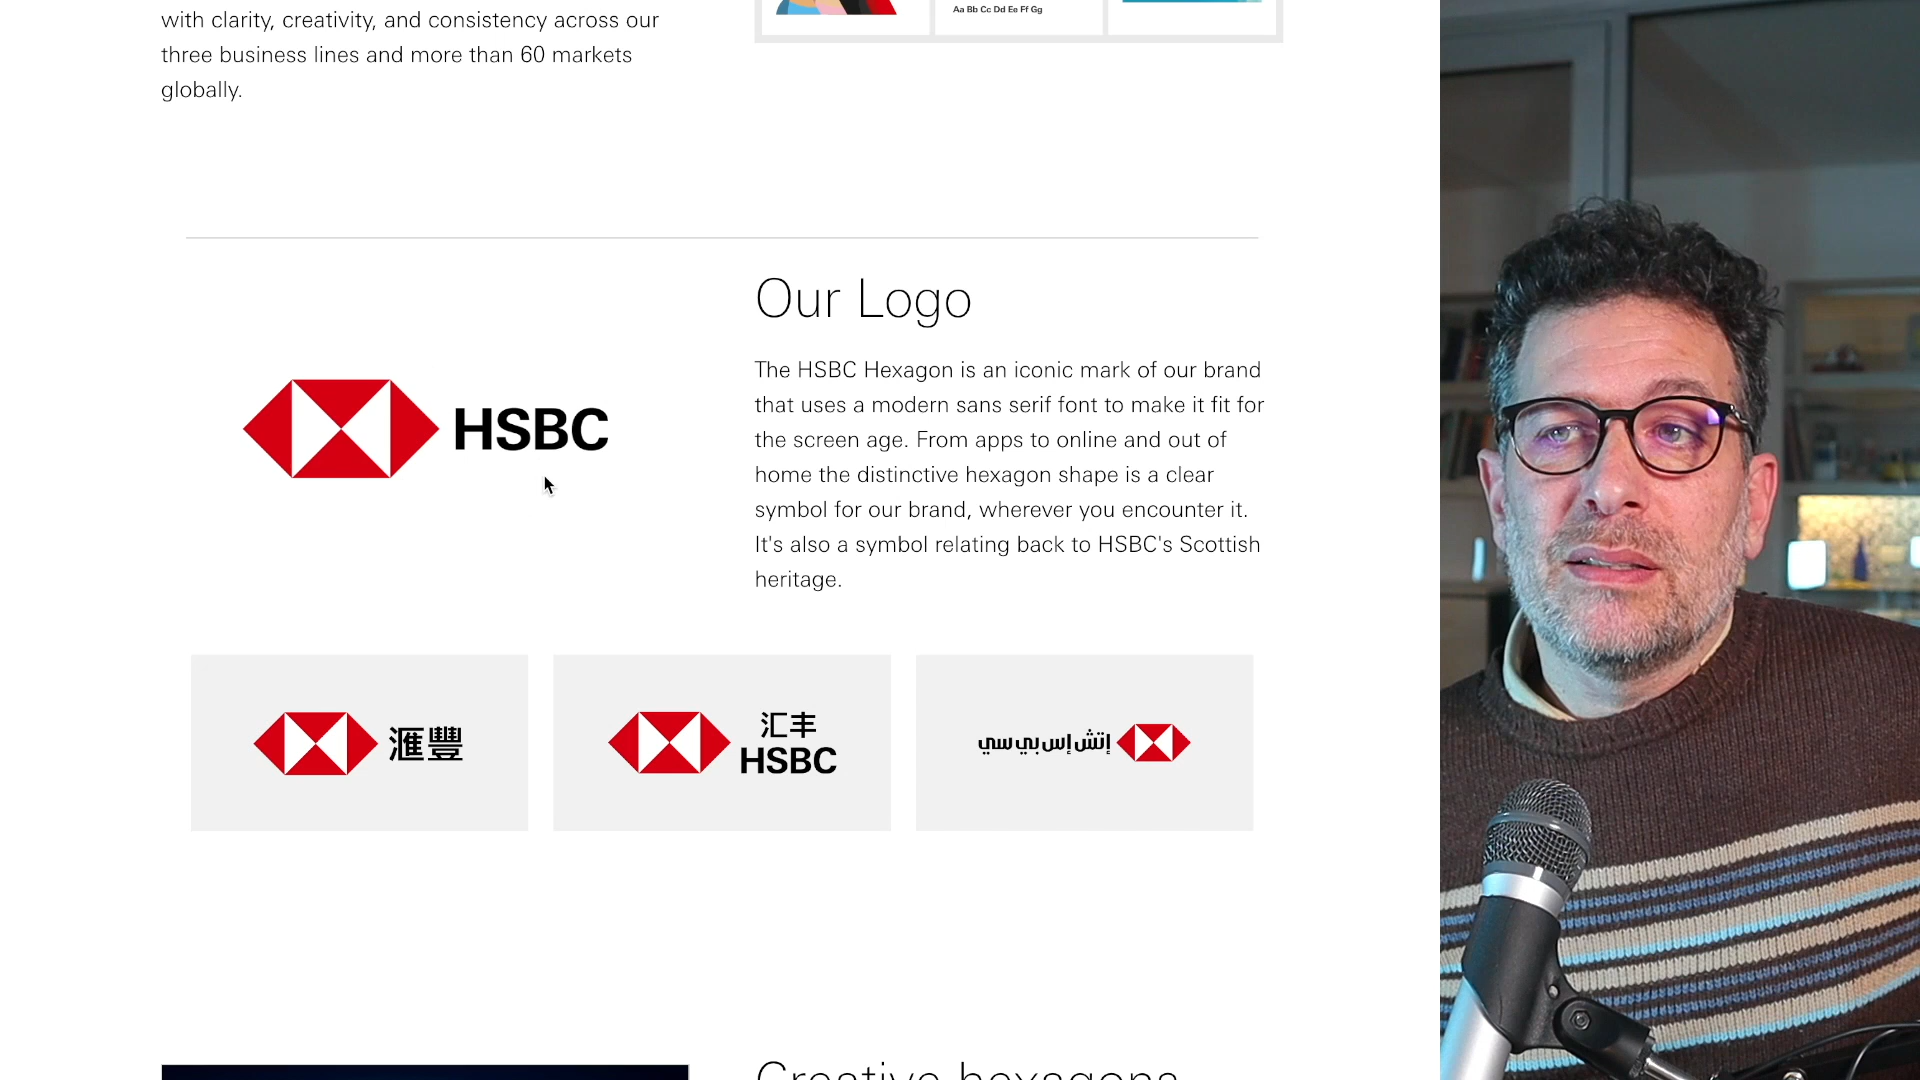 with clarity, creativity, and consistency across our
three business lines and more than 60 markets
globally.
Aa Bb Cc Dd Ee Ff Gg
Our Logo
HSBC
The HSBC Hexagon is an iconic mark of our brand
that uses a modern sans serif font to make it fit for
the screen age. From apps to online and out of
home the distinctive hexagon shape is a clear
symbol for our brand, wherever you encounter it.
It's also a symbol relating back to HSBC's Scottish
heritage.
滙豐
汇丰
HSBC
إتش إس بي سي
Creative hexagons